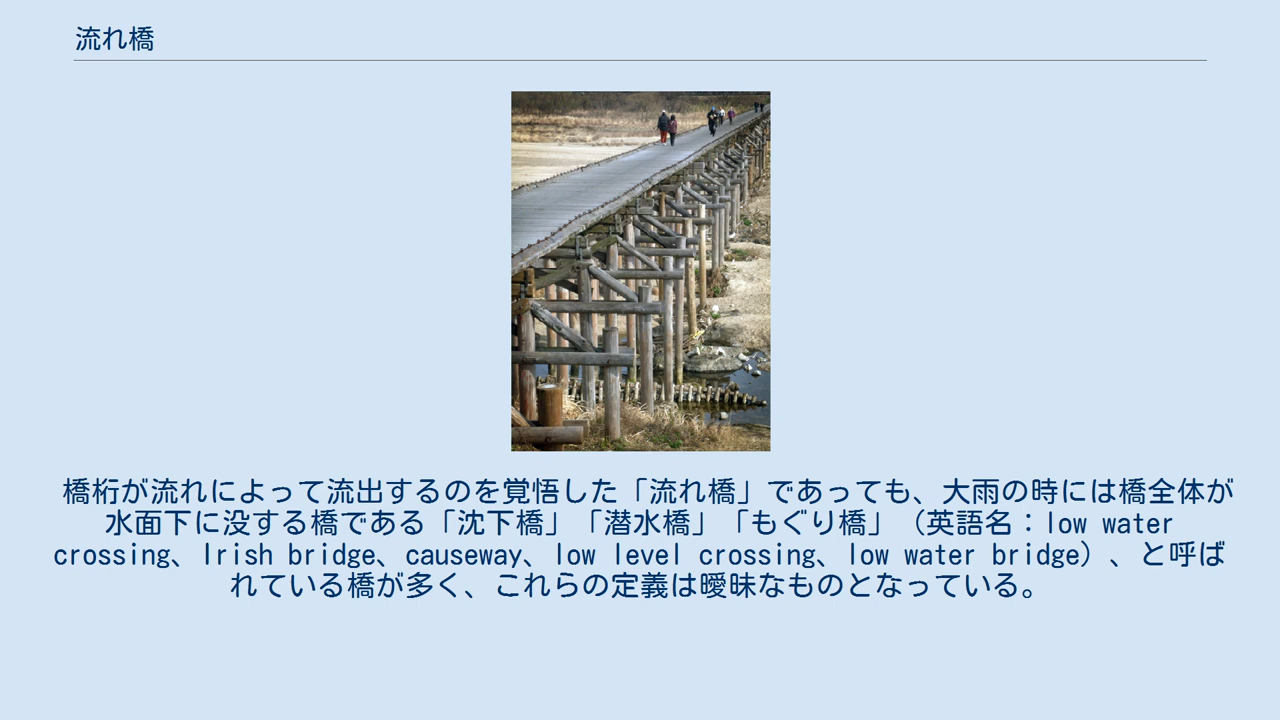 流れ橋
橋桁が流れによって流出するのを覚悟した「流れ橋」であっても、大雨の時には橋全体が
水面下に没する橋である「沈下橋」「潜水橋」「もぐり橋」（英語名：low water
crossing、Irish bridge、causeway、low level crossing、low water bridge）、と呼ば
れている橋が多く、これらの定義は曖昧なものとなっている。